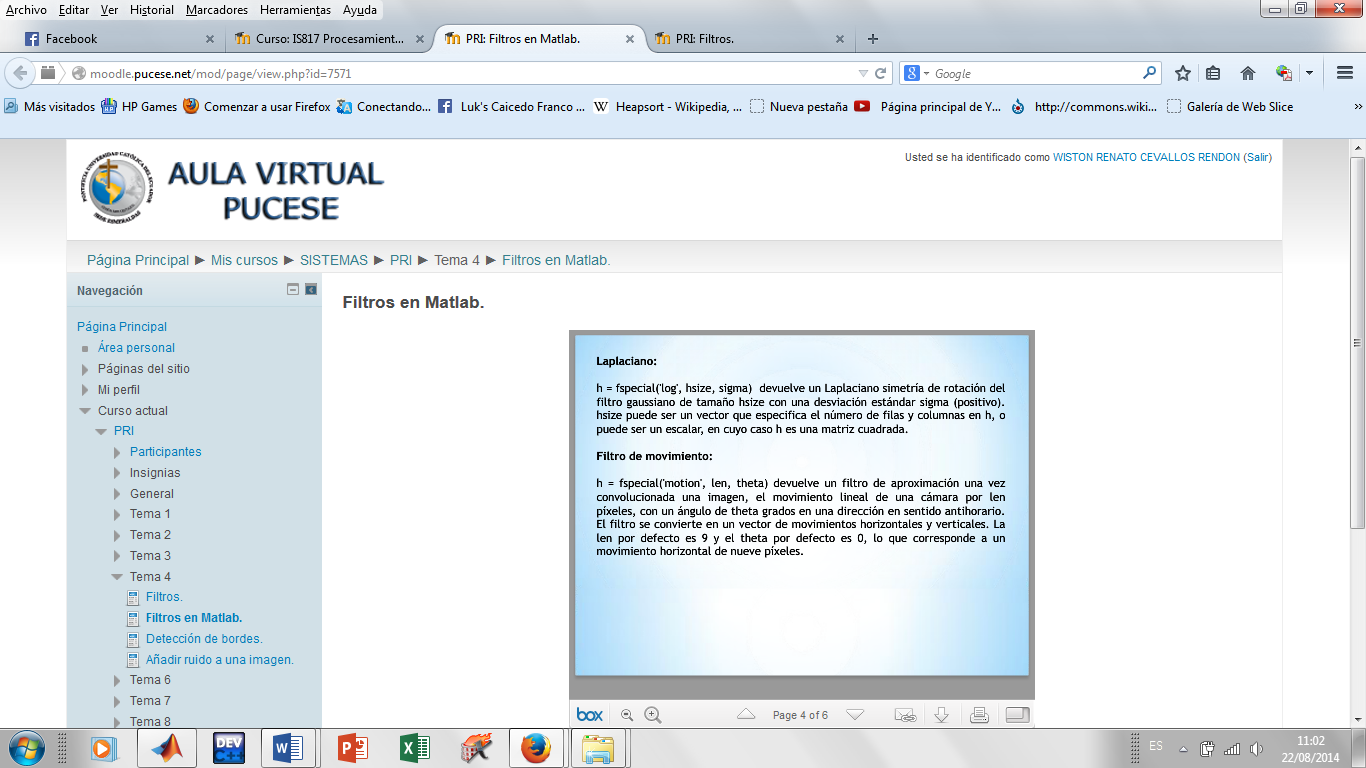 Archivo Editar Ver Historial Marcadores Herramientas Ayuda
Facebook
Curso: IS817 Procesamient...
PRI: Filtros en Matlab.
PRI: Filtros.
moodle.pucese.net/mod/page/view.php?id=7571
Google
Más visitados HP Games Comenzar a usar Firefox Conectando... Luk's Caicedo Franco ... Heapsort - Wikipedia, ... Nueva pestaña Página principal de Y... http://commons.wiki... Galería de Web Slice
PONTIFICIA UNIVERSIDAD CATÓLICA DEL ECUADOR
SEDE ESMERALDAS
AULA VIRTUAL
PUCESE
Usted se ha identificado como WISTON RENATO CEVALLOS RENDON (Salir)
Página Principal ► Mis cursos ► SISTEMAS ► PRI ► Tema 4 ► Filtros en Matlab.
Navegación
Página Principal
Área personal
Páginas del sitio
Mi perfil
Curso actual
PRI
Participantes
Insignias
General
Tema 1
Tema 2
Tema 3
Tema 4
Filtros.
Filtros en Matlab.
Detección de bordes.
Añadir ruido a una imagen.
Tema 6
Tema 7
Tema 8
Filtros en Matlab.
Laplaciano:
h = fspecial('log', hsize, sigma) devuelve un Laplaciano simetría de rotación del
filtro gaussiano de tamaño hsize con una desviación estándar sigma (positivo).
hsize puede ser un vector que especifica el número de filas y columnas en h, o
puede ser un escalar, en cuyo caso h es una matriz cuadrada.
Filtro de movimiento:
h = fspecial('motion', len, theta) devuelve un filtro de aproximación una vez
convolucionada una imagen, el movimiento lineal de una cámara por len
píxeles, con un ángulo de theta grados en una dirección en sentido antihorario.
El filtro se convierte en un vector de movimientos horizontales y verticales. La
len por defecto es 9 y el theta por defecto es 0, lo que corresponde a un
movimiento horizontal de nueve píxeles.
box
Page 4 of 6
DEV C++
ES
11:02
22/08/2014